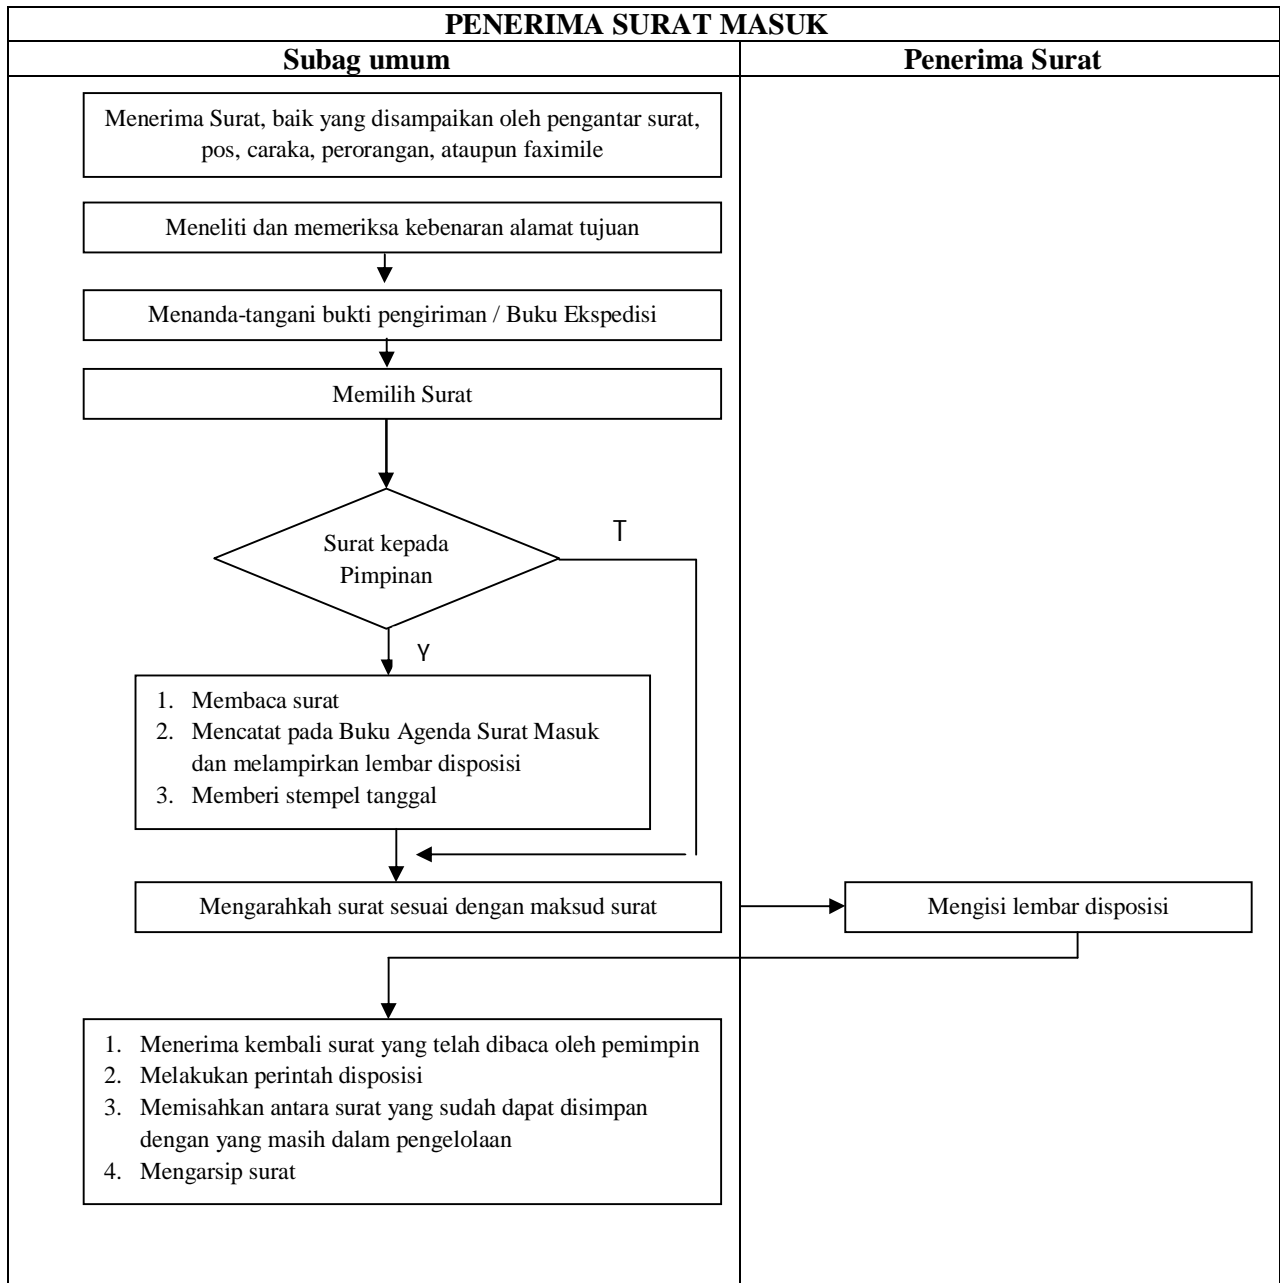 PENERIMA SURAT MASUK
Subag umum
Penerima Surat
Menerima Surat, baik yang disampaikan oleh pengantar surat,
pos, caraka, perorangan, ataupun faximile
Meneliti dan memeriksa kebenaran alamat tujuan
Menanda-tangani bukti pengiriman / Buku Ekspedisi
Memilih Surat
Surat kepada
Pimpinan
T
Y
1. Membaca surat
2. Mencatat pada Buku Agenda Surat Masuk
dan melampirkan lembar disposisi
3. Memberi stempel tanggal
Mengarahkah surat sesuai dengan maksud surat
Mengisi lembar disposisi
1. Menerima kembali surat yang telah dibaca oleh pemimpin
2. Melakukan perintah disposisi
3. Memisahkan antara surat yang sudah dapat disimpan
dengan yang masih dalam pengelolaan
4. Mengarsip surat